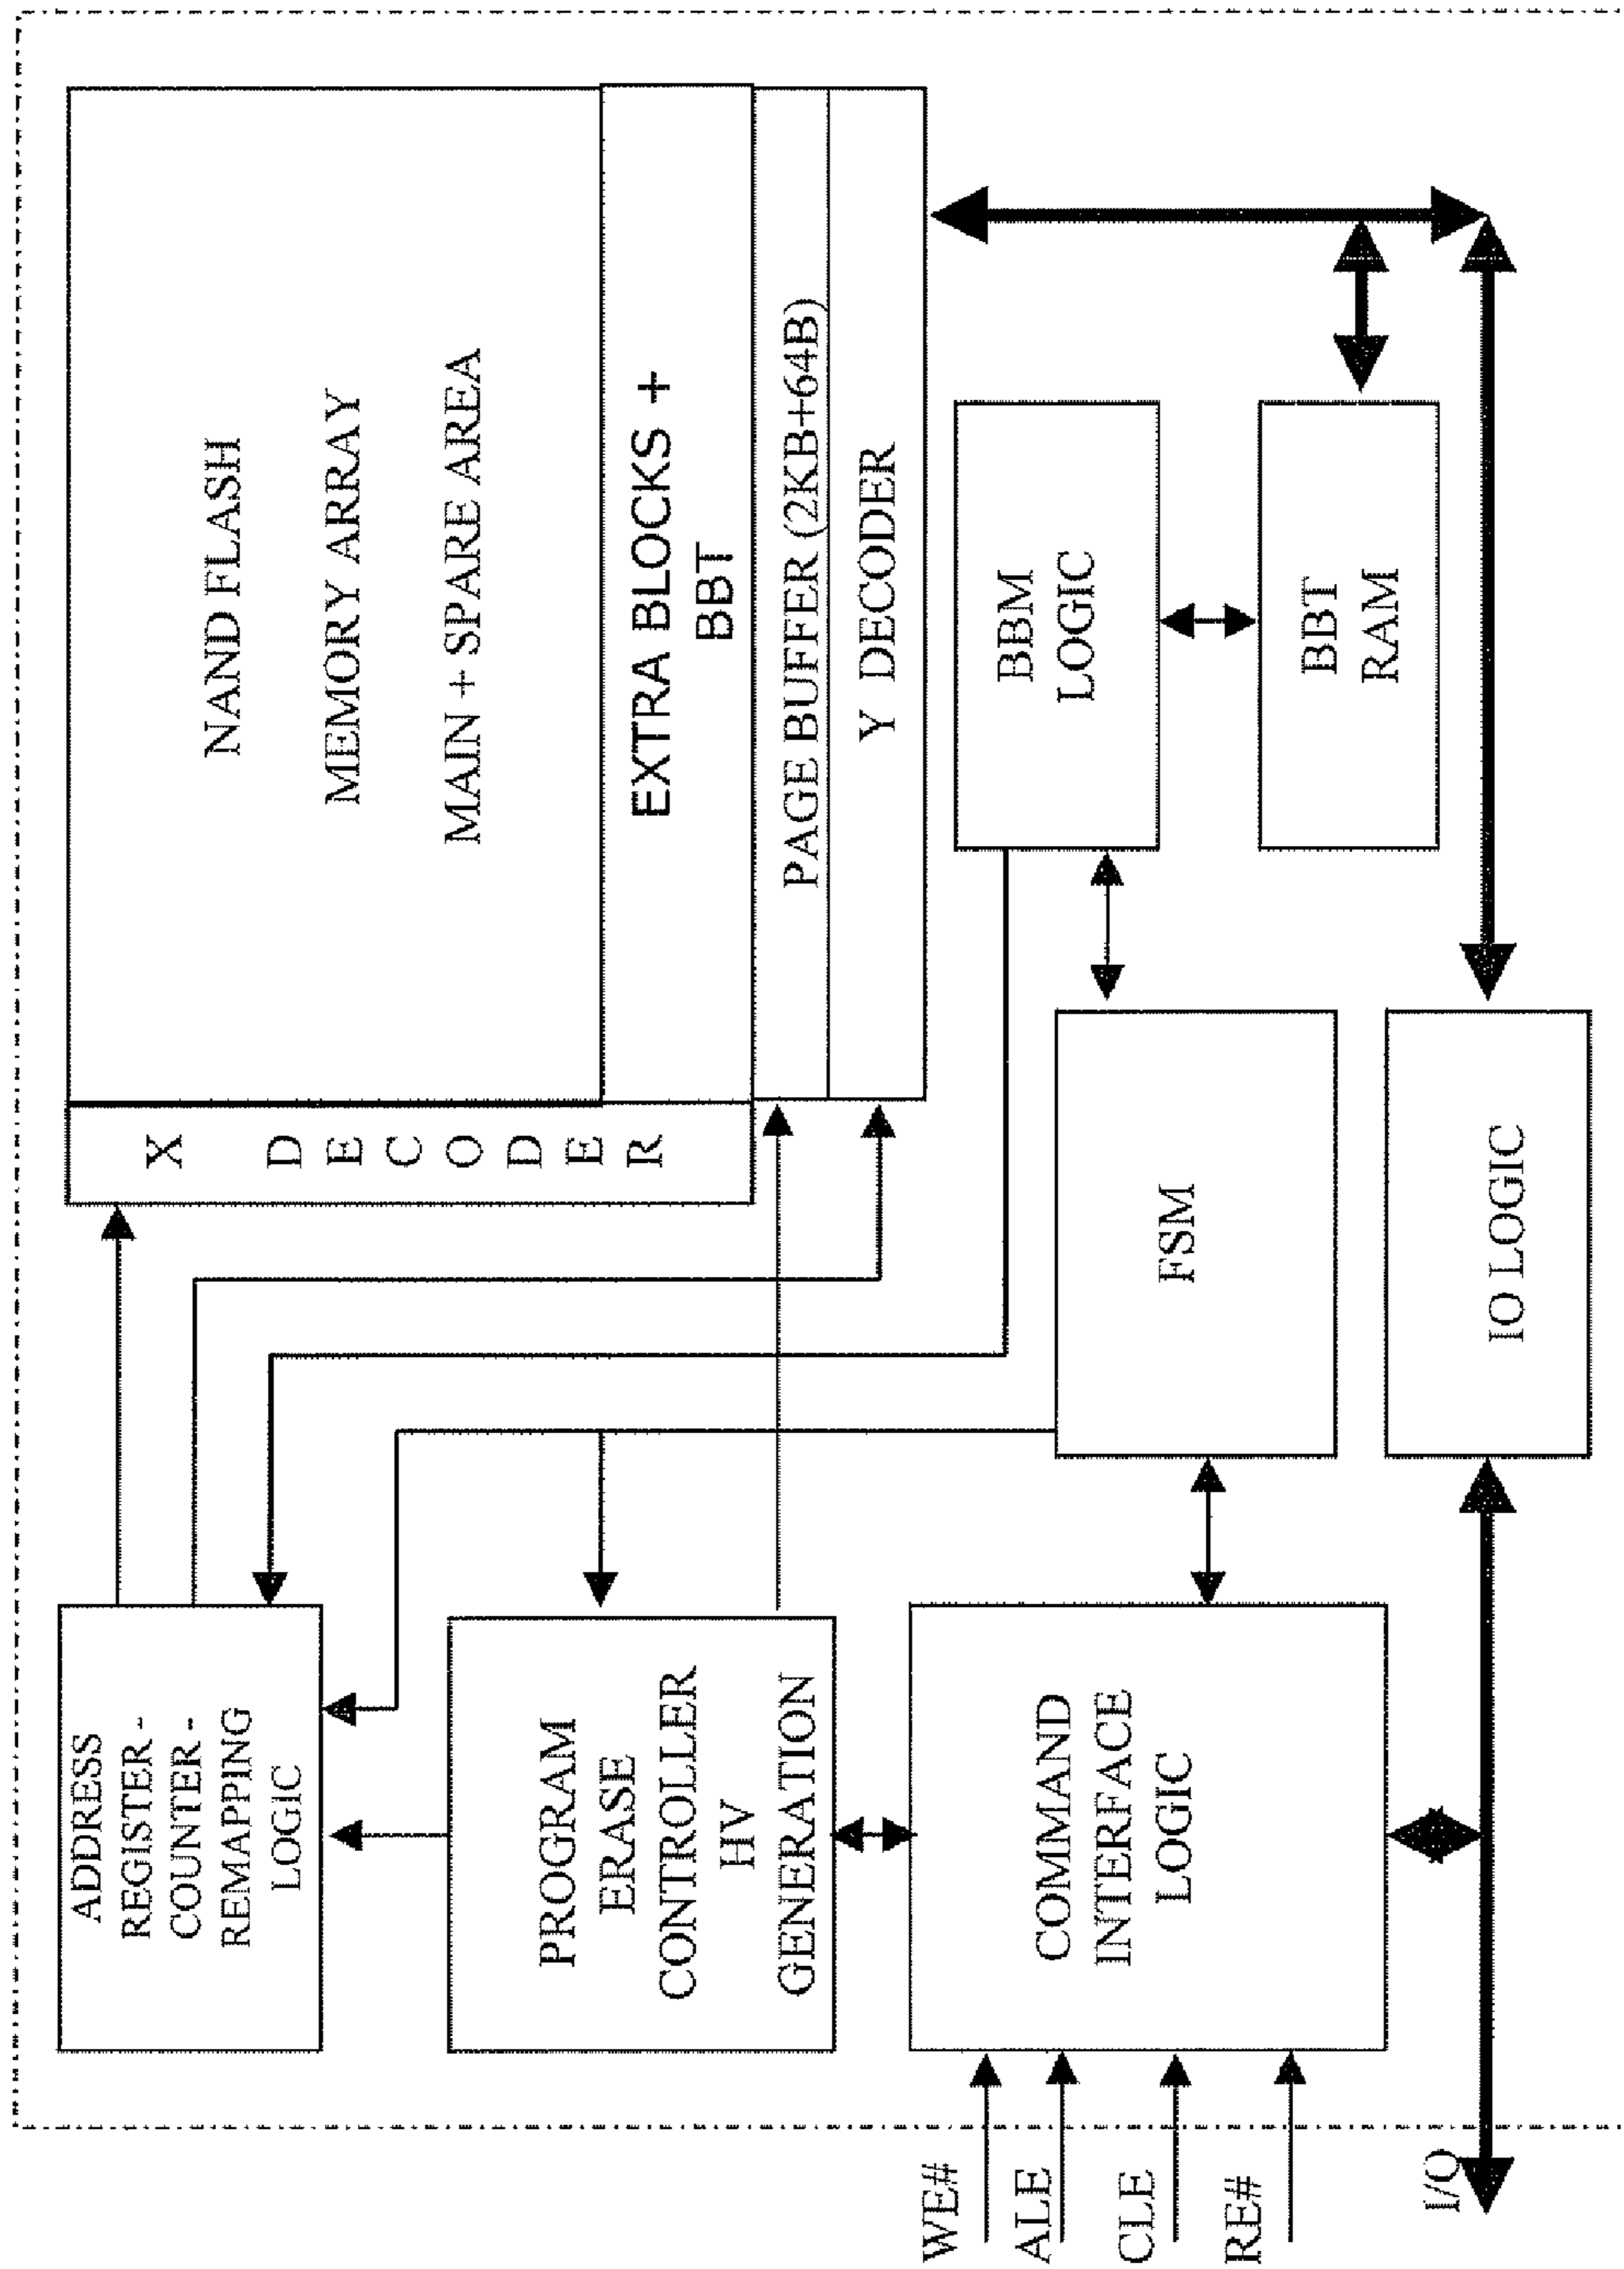 ADDRESS
REGISTER -
COUNTER -
REMAPPING
LOGIC
X DECODER
NAND FLASH
MEMORY ARRAY
MAIN + SPARE AREA
EXTRA BLOCKS +
BBT
PAGE BUFFER (2KB+64B)
Y DECODER
PROGRAM
ERASE
CONTROLLER
HV
GENERATION
COMMAND
INTERFACE
LOGIC
FSM
BBM
LOGIC
BBT
RAM
IO LOGIC
WE#
ALE
CLE
RE#
I/O